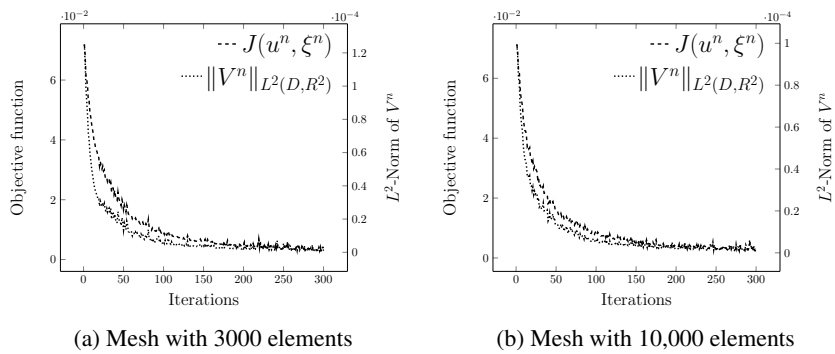 ·10⁻² ·10⁻⁴
J(uⁿ, ξⁿ)
‖Vⁿ‖_{L²(D,R²)}
Objective function
6
4
2
0
1.2
1
0.8
0.6
0.4
0.2
0
L²-Norm of Vⁿ
0 50 100 150 200 250 300
Iterations
(a) Mesh with 3000 elements
·10⁻² ·10⁻⁴
J(uⁿ, ξⁿ)
‖Vⁿ‖_{L²(D,R²)}
Objective function
6
4
2
0
1
0.8
0.6
0.4
0.2
0
L²-Norm of Vⁿ
0 50 100 150 200 250 300
Iterations
(b) Mesh with 10,000 elements